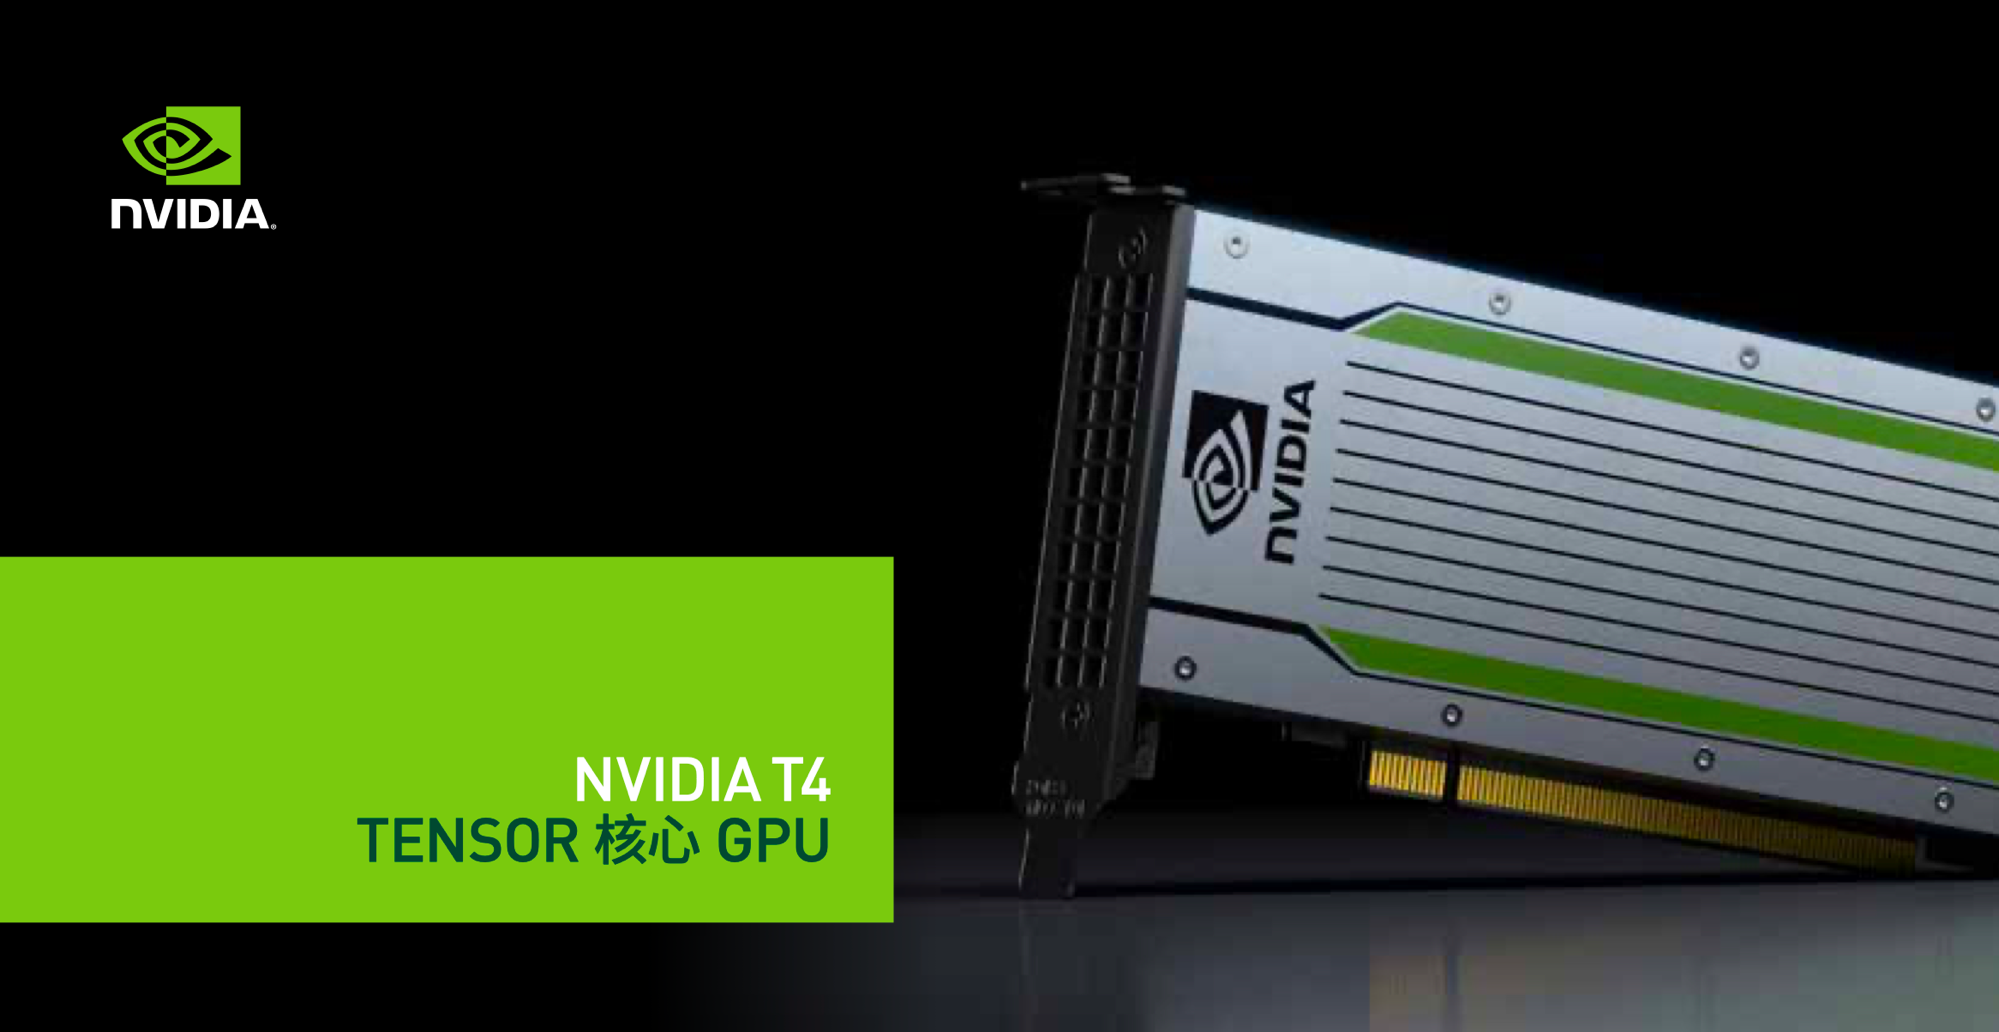 NVIDIA®
NVIDIA
NVIDIA T4
TENSOR 核心 GPU